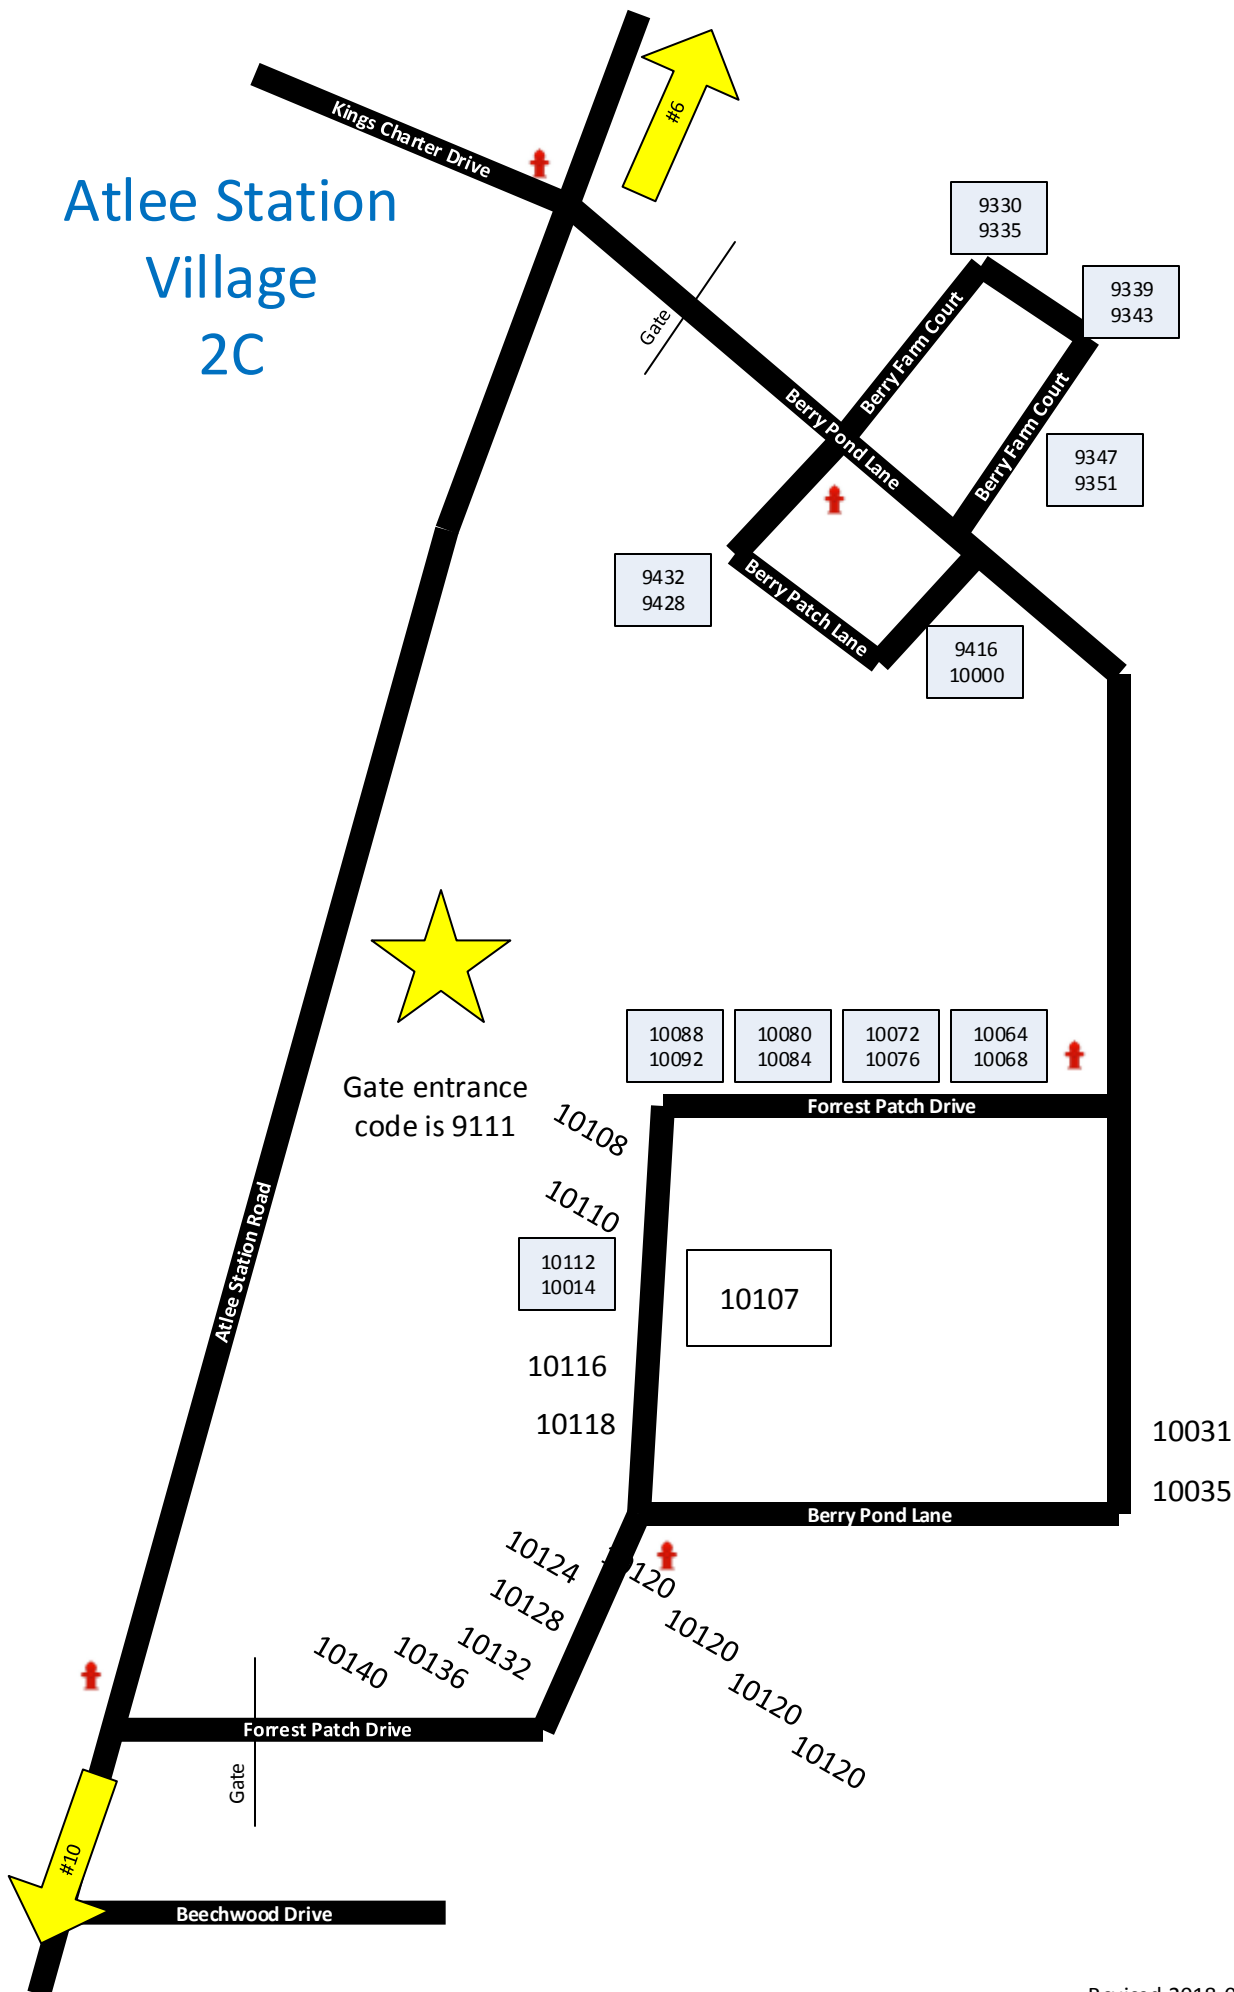 #6
Kings Charter Drive
Atlee Station
Village
2C
9330
9335
9339
9343
Gate
Berry Farm Court
Berry Pond Lane
Berry Farm Court
9347
9351
9432
9428
Berry Patch Lane
9416
10000
10088
10092
10080
10084
10072
10076
10064
10068
Gate entrance
code is 9111
Forrest Patch Drive
10108
10110
Atlee Station Road
10112
10014
10107
10116
10118
10031
10035
Berry Pond Lane
10124
10120
10128
10120
10132
10136
10140
10120
10120
Forrest Patch Drive
Gate
#10
Beechwood Drive
Revised 2018